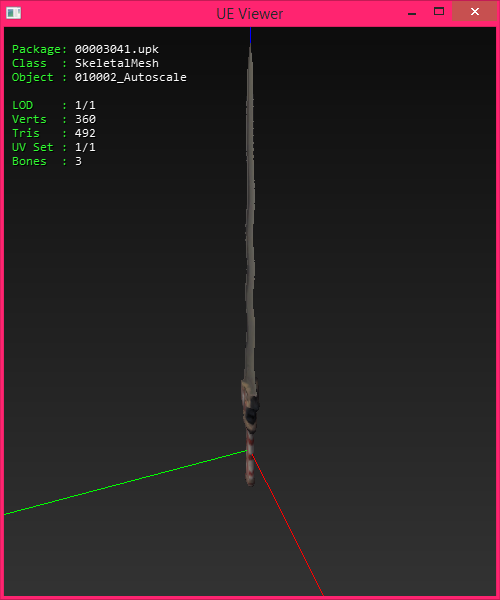 UE Viewer
Package: 00003041.upk
Class  : SkeletalMesh
Object : 010002_Autoscale
LOD    : 1/1
Verts  : 360
Tris   : 492
UV Set : 1/1
Bones  : 3